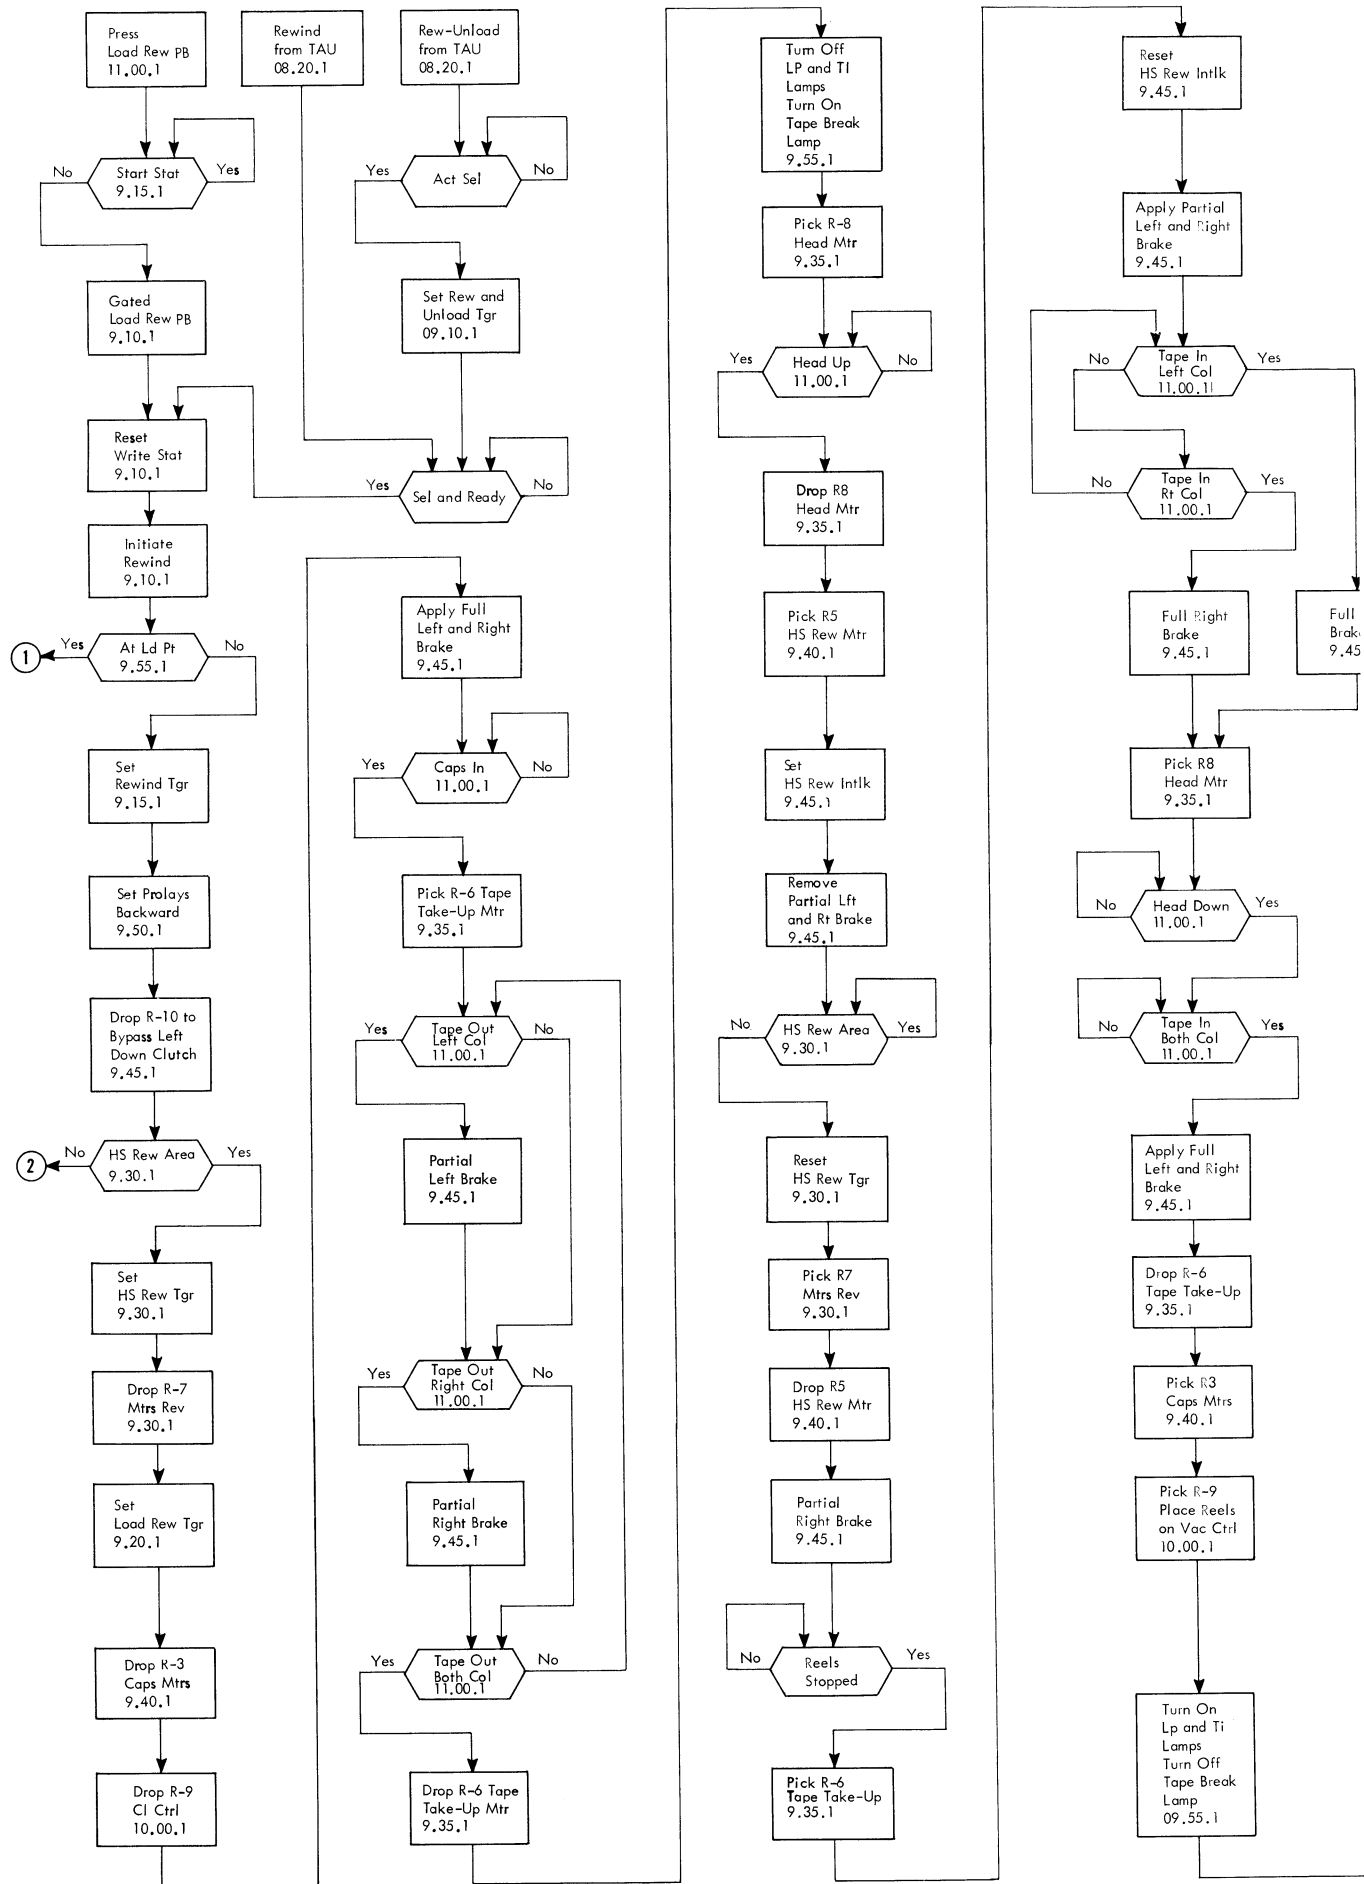 Press
Load Rew PB
11.00.1
Rewind
from TAU
08.20.1
Rew-Unload
from TAU
08.20.1
No
Start Stat
9.15.1
Yes
Yes
Act Sel
No
Gated
Load Rew PB
9.10.1
Set Rew and
Unload Tgr
09.10.1
Reset
Write Stat
9.10.1
Yes
Sel and Ready
No
Initiate
Rewind
9.10.1
1
Yes
At Ld Pt
9.55.1
No
Set
Rewind Tgr
9.15.1
Set Prolays
Backward
9.50.1
Drop R-10 to
Bypass Left
Down Clutch
9.45.1
2
No
HS Rew Area
9.30.1
Yes
Set
HS Rew Tgr
9.30.1
Drop R-7
Mtrs Rev
9.30.1
Set
Load Rew Tgr
9.20.1
Drop R-3
Caps Mtrs
9.40.1
Drop R-9
Cl Ctrl
10.00.1
Apply Full
Left and Right
Brake
9.45.1
Yes
Caps In
11.00.1
No
Pick R-6 Tape
Take-Up Mtr
9.35.1
Yes
Tape Out
Left Col
11.00.1
No
Partial
Left Brake
9.45.1
Yes
Tape Out
Right Col
11.00.1
No
Partial
Right Brake
9.45.1
Yes
Tape Out
Both Col
11.00.1
No
Drop R-6 Tape
Take-Up Mtr
9.35.1
Turn Off
LP and TI
Lamps
Turn On
Tape Break
Lamp
9.55.1
Pick R-8
Head Mtr
9.35.1
Yes
Head Up
11.00.1
No
Drop R8
Head Mtr
9.35.1
Pick R5
HS Rew Mtr
9.40.1
Set
HS Rew Intlk
9.45.1
Remove
Partial Lft
and Rt Brake
9.45.1
No
HS Rew Area
9.30.1
Yes
Reset
HS Rew Tgr
9.30.1
Pick R7
Mtrs Rev
9.30.1
Drop R5
HS Rew Mtr
9.40.1
Partial
Right Brake
9.45.1
No
Reels
Stopped
Yes
Pick R-6
Tape Take-Up
9.35.1
Reset
HS Rew Intlk
9.45.1
Apply Partial
Left and Right
Brake
9.45.1
No
Tape In
Left Col
11.00.1
Yes
No
Tape In
Rt Col
11.00.1
Yes
Full Right
Brake
9.45.1
Full
Brak
9.45
Pick R8
Head Mtr
9.35.1
No
Head Down
11.00.1
Yes
No
Tape In
Both Col
11.00.1
Yes
Apply Full
Left and Right
Brake
9.45.1
Drop R-6
Tape Take-Up
9.35.1
Pick R3
Caps Mtrs
9.40.1
Pick R-9
Place Reels
on Vac Ctrl
10.00.1
Turn On
Lp and Ti
Lamps
Turn Off
Tape Break
Lamp
09.55.1